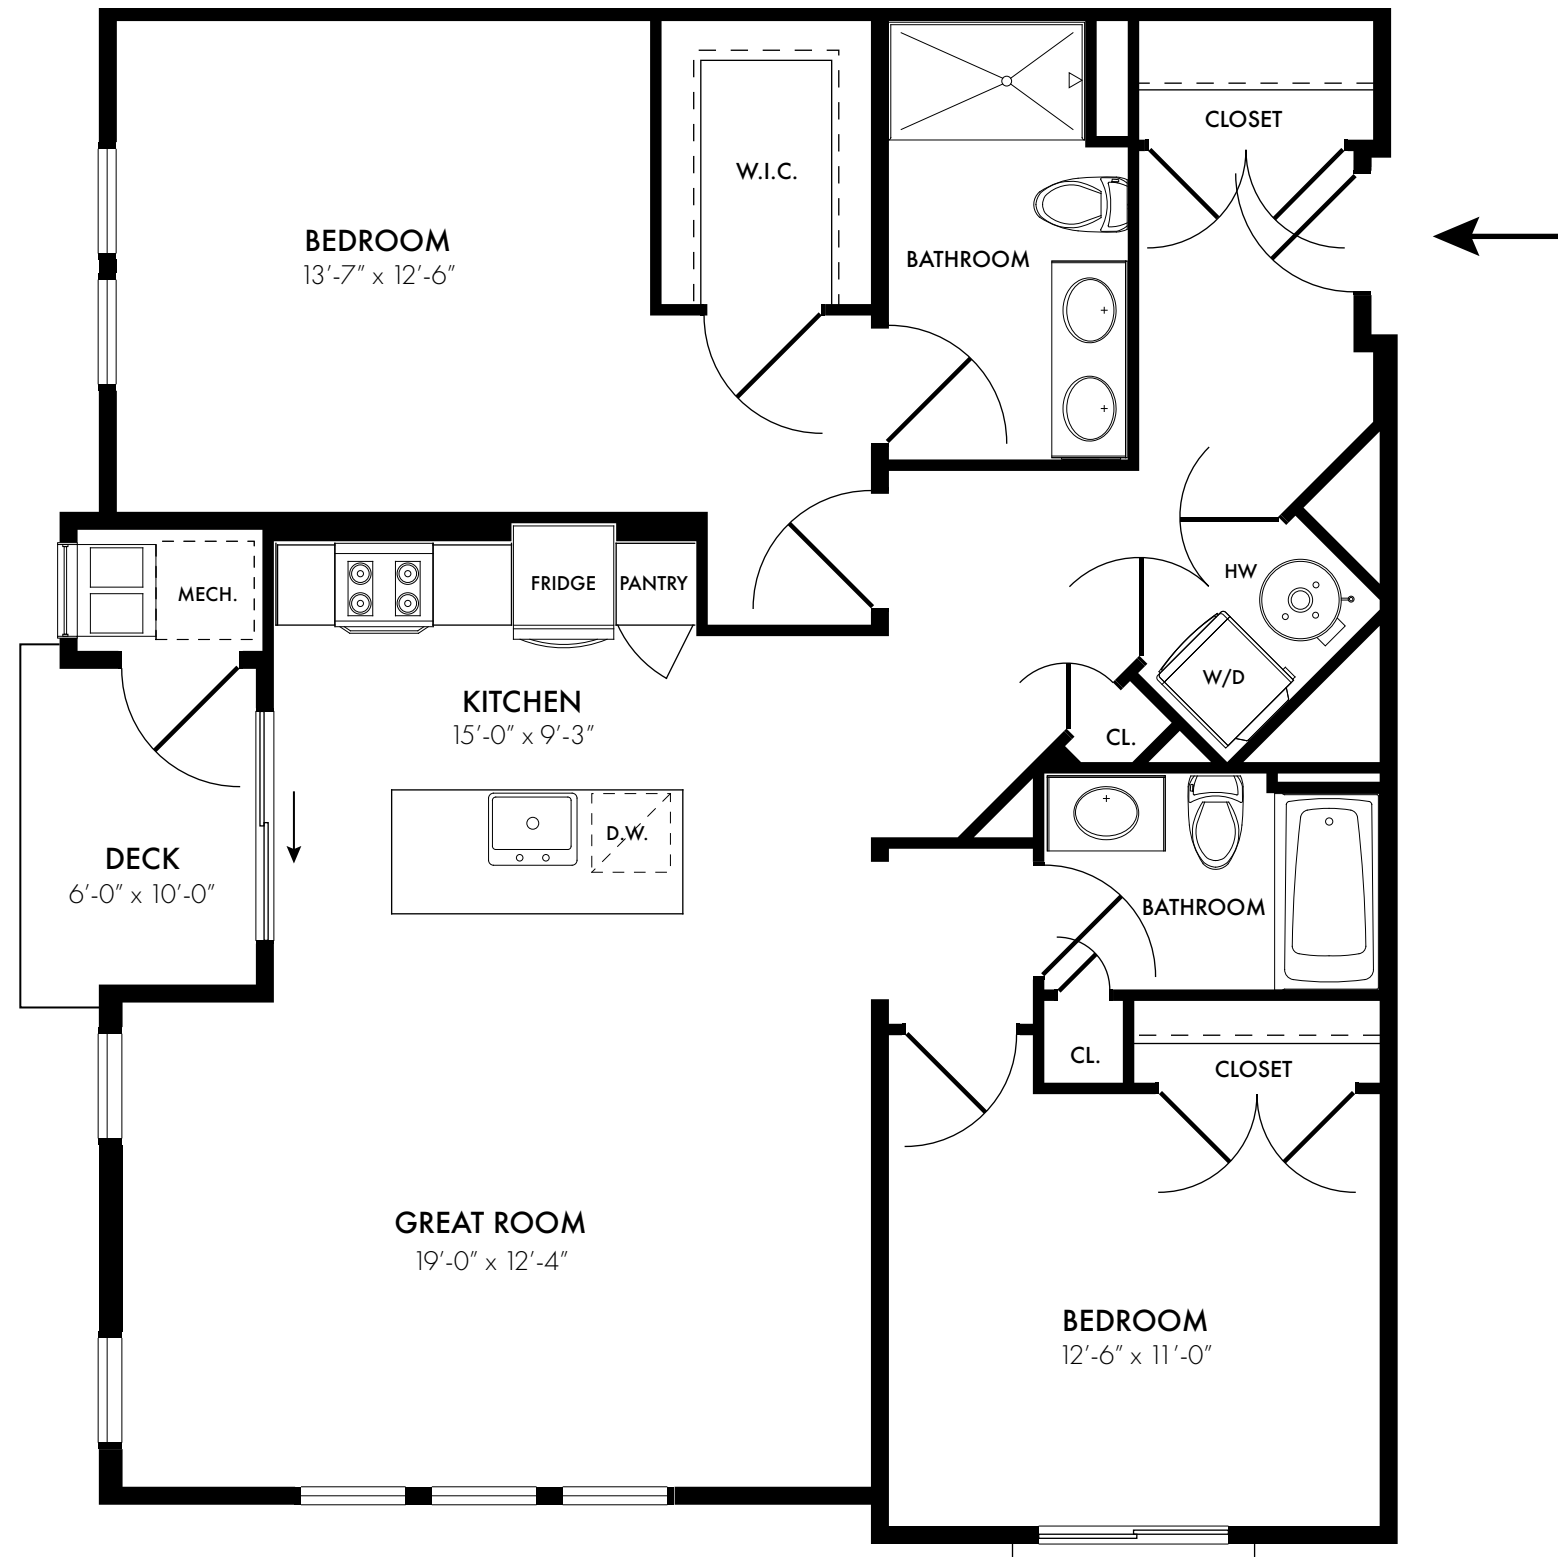 CLOSET
W.I.C.
BEDROOM
13'-7" x 12'-6"
BATHROOM
HW
FRIDGE
PANTRY
MECH.
W/D
KITCHEN
15'-0" x 9'-3"
CL.
D.W.
DECK
6'-0" x 10'-0"
BATHROOM
CL.
CLOSET
GREAT ROOM
19'-0" x 12'-4"
BEDROOM
12'-6" x 11'-0"